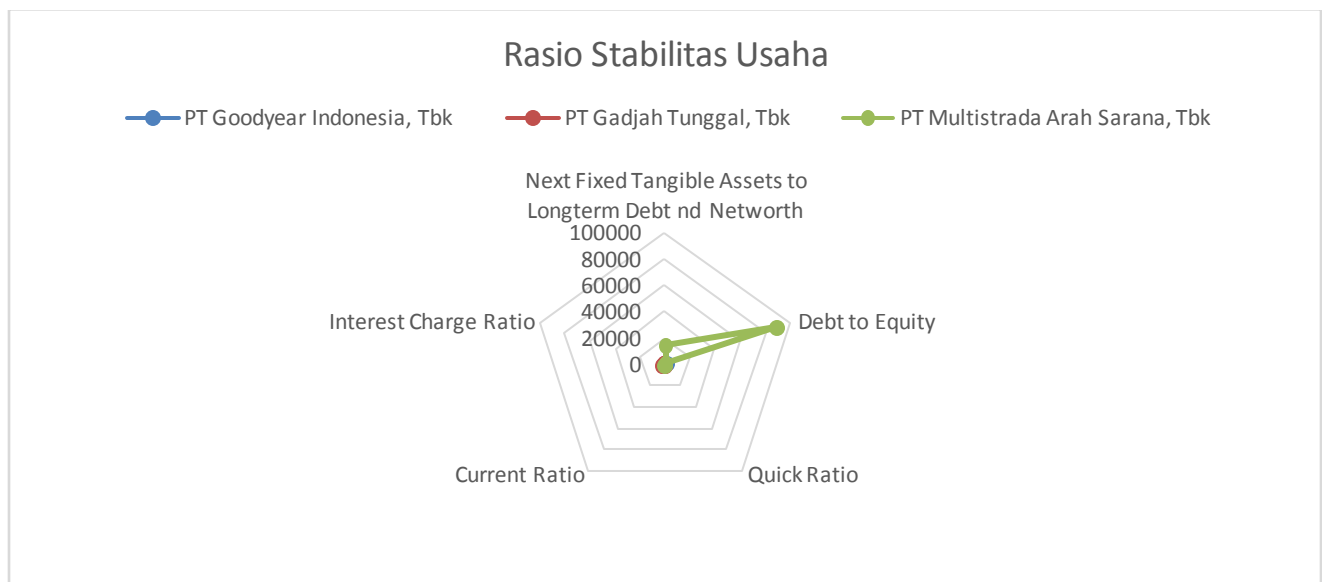 Rasio Stabilitas Usaha
PT Goodyear Indonesia, Tbk PT Gadjah Tunggal, Tbk PT Multistrada Arah Sarana, Tbk
Next Fixed Tangible Assets to
Longterm Debt nd Networth
100000
80000
60000
40000
20000
0
Interest Charge Ratio
Debt to Equity
Current Ratio
Quick Ratio